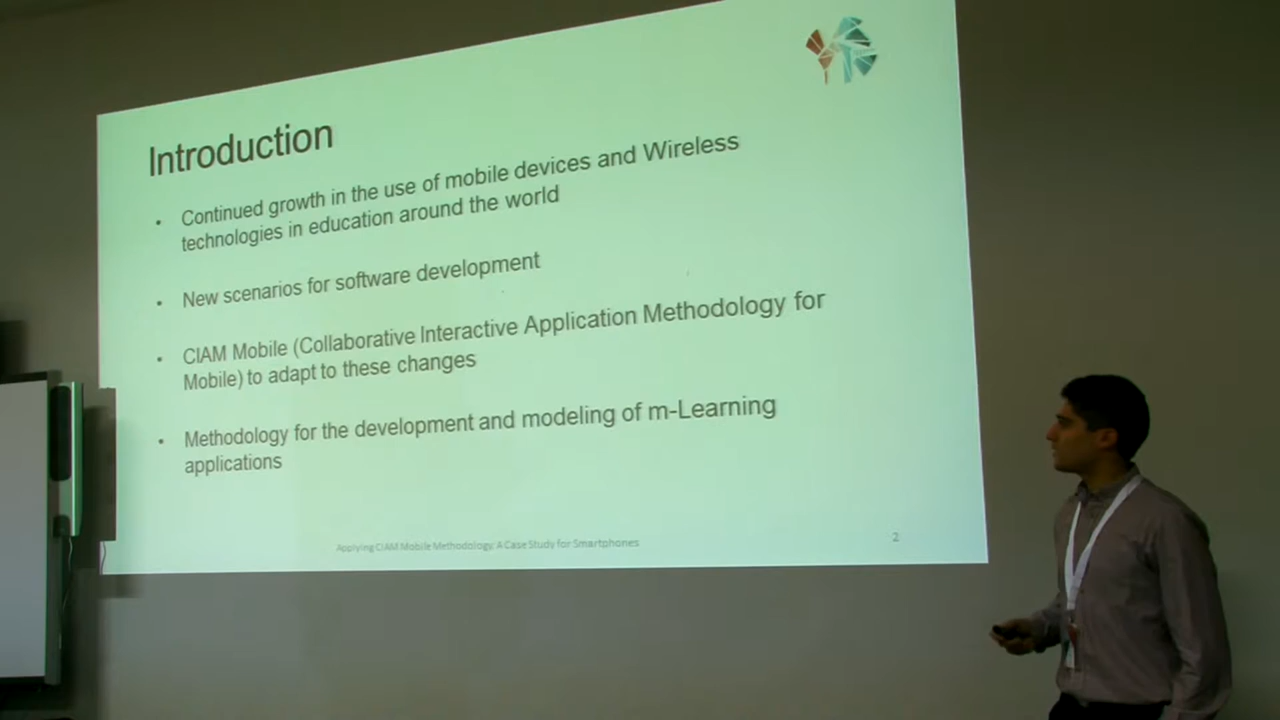 Introduction
• Continued growth in the use of mobile devices and Wireless
technologies in education around the world
• New scenarios for software development
• CIAM Mobile (Collaborative Interactive Application Methodology for
Mobile) to adapt to these changes
• Methodology for the development and modeling of m-Learning
applications
Applying CIAM Mobile Methodology: A Case Study for Smartphones
2